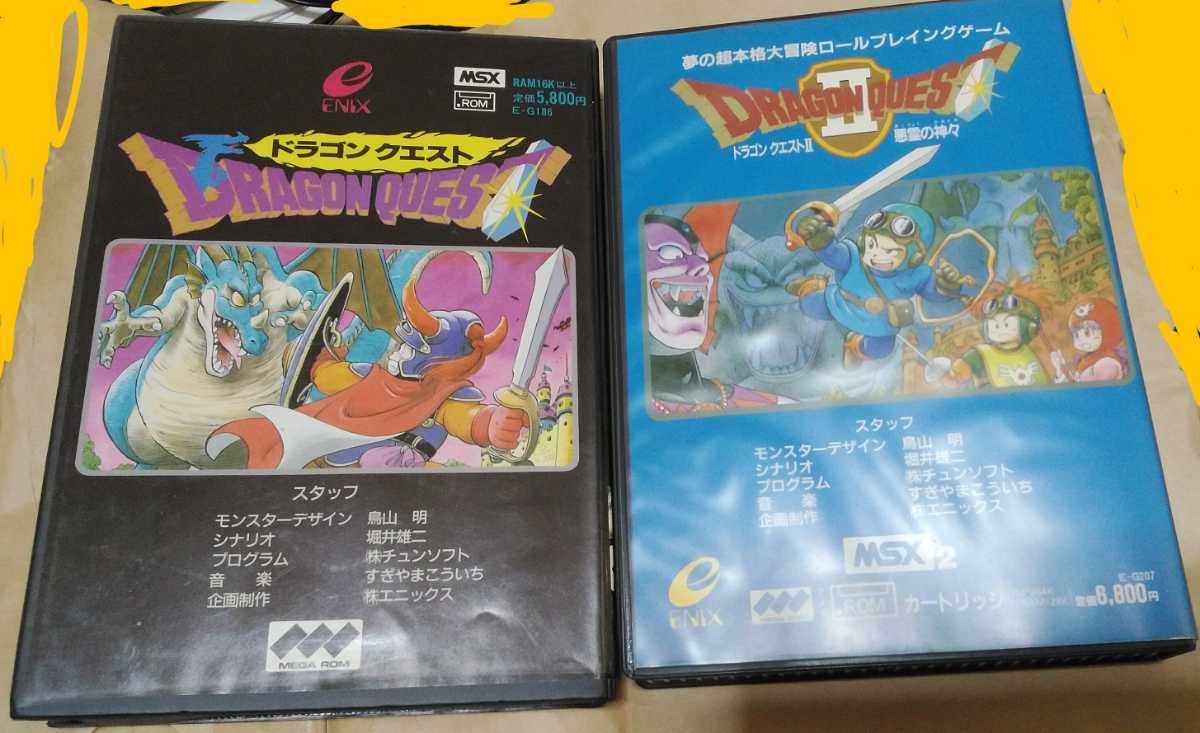 ENIX
MSX
ROM
RAM16K以上
定価5,800円
E-G186
ドラゴン クエスト
DRAGON QUEST
スタッフ
モンスターデザイン 鳥山 明
シナリオ 堀井雄二
プログラム ㈱チュンソフト
音 楽 すぎやまこういち
企画制作 ㈱エニックス
MEGA ROM
夢の超本格大冒険ロールプレイングゲーム
DRAGON QUEST
II
ドラゴン クエストII 悪霊の神々
スタッフ
モンスターデザイン 鳥山 明
シナリオ 堀井雄二
プログラム ㈱チュンソフト
音 楽 すぎやまこういち
企画制作 ㈱エニックス
MSX 2
ENIX
ROM
カートリッジ
E-G207
定価6,800円